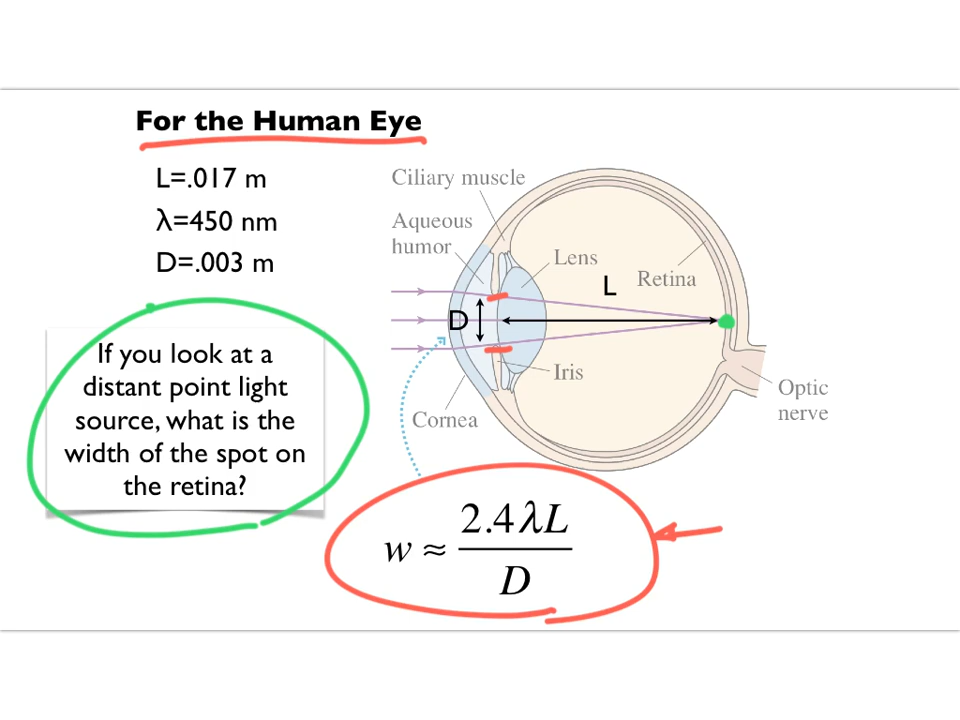 For the Human Eye
L=.017 m
λ=450 nm
D=.003 m
If you look at a
distant point light
source, what is the
width of the spot on
the retina?
Ciliary muscle
Aqueous
humor
Lens
L
Retina
D
Iris
Cornea
Optic
nerve
w ≈ 2.4λL
D